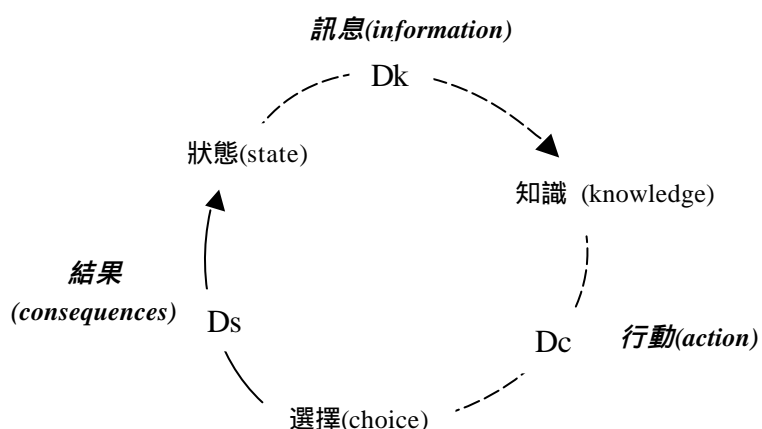 訊息(information)
Dk
狀態(state)
知識 (knowledge)
結果
(consequences)
Ds
Dc
行動(action)
選擇(choice)